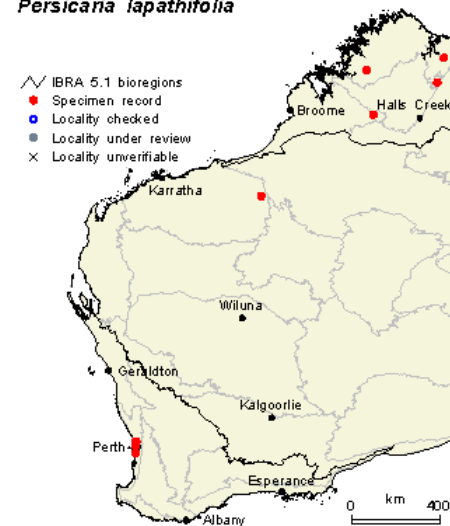 Persicaria lapathifolia
IBRA 5.1 bioregions
Specimen record
Locality checked
Locality under review
Locality unverifiable
Broome
Halls Creek
Karratha
Wiluna
Geraldton
Kalgoorlie
Perth
Esperance
Albany
km
0 400